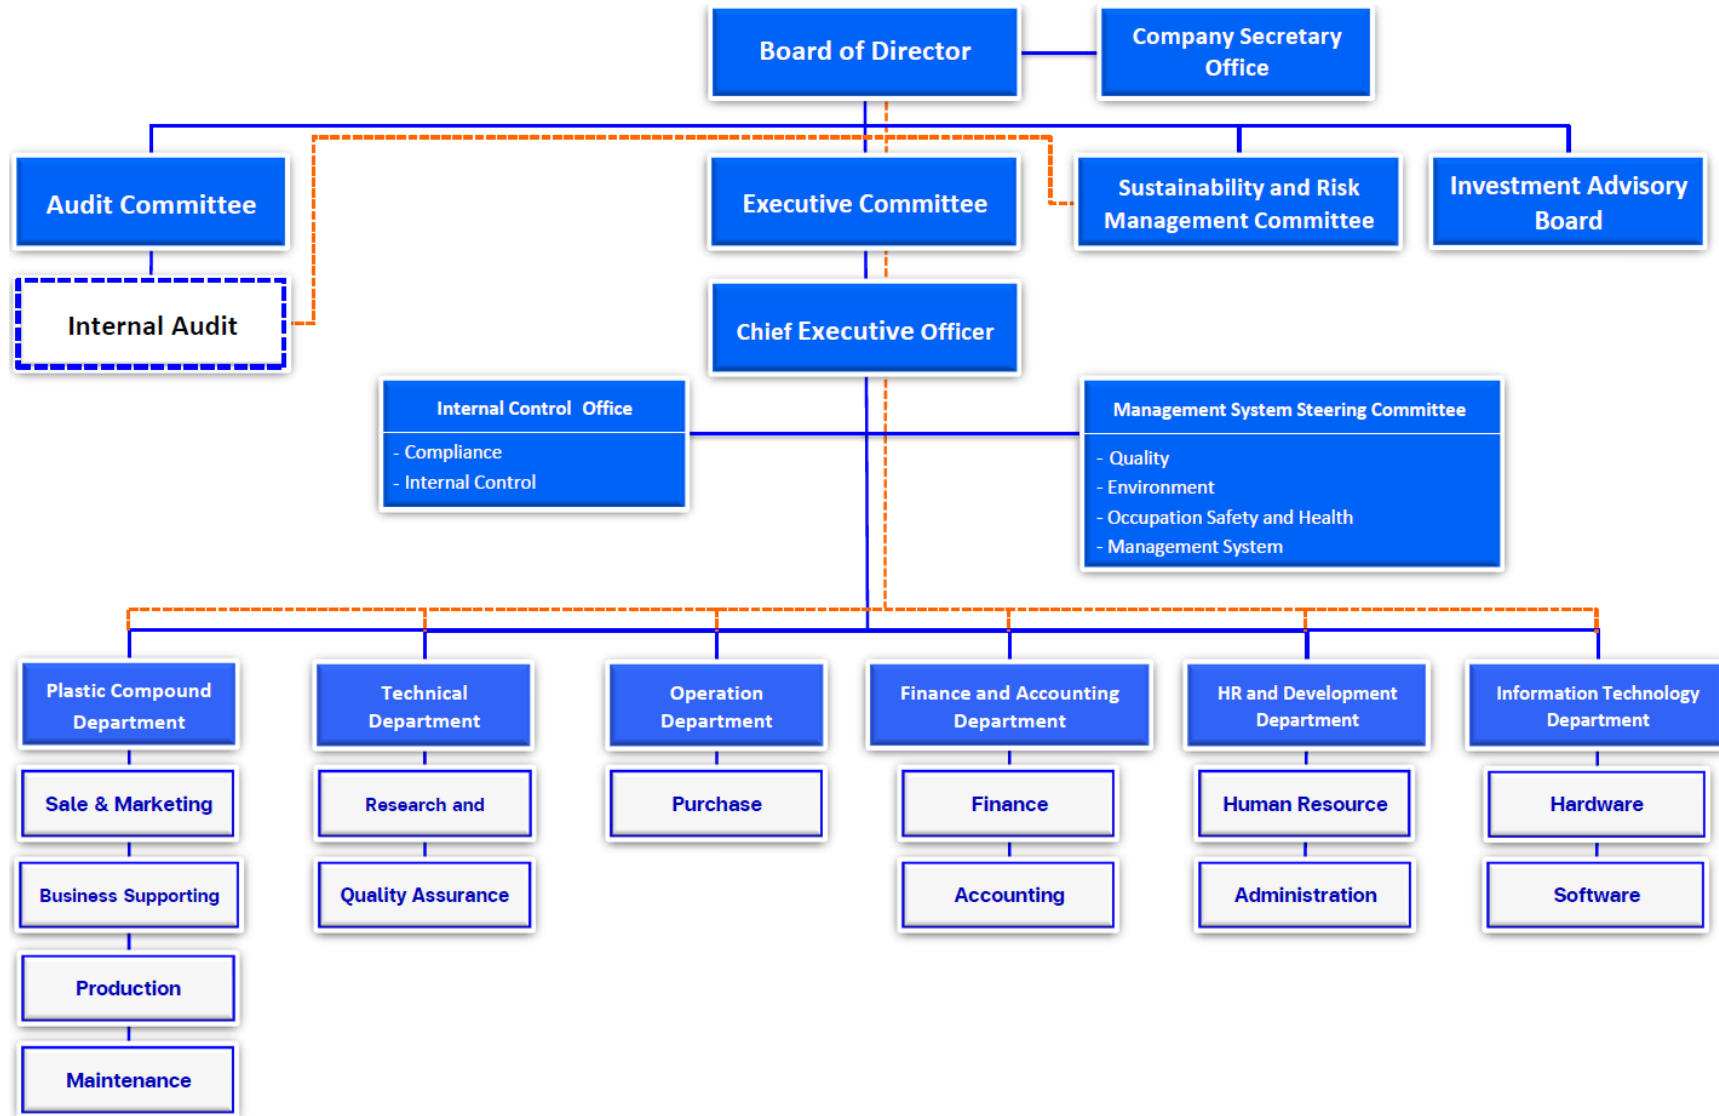 Board of Director
Company Secretary
Office
Audit Committee
Executive Committee
Sustainability and Risk
Management Committee
Investment Advisory
Board
Internal Audit
Chief Executive Officer
Internal Control Office
- Compliance
- Internal Control
Management System Steering Committee
- Quality
- Environment
- Occupation Safety and Health
- Management System
Plastic Compound
Department
Technical
Department
Operation
Department
Finance and Accounting
Department
HR and Development
Department
Information Technology
Department
Sale & Marketing
Research and
Purchase
Finance
Human Resource
Hardware
Business Supporting
Quality Assurance
Accounting
Administration
Software
Production
Maintenance